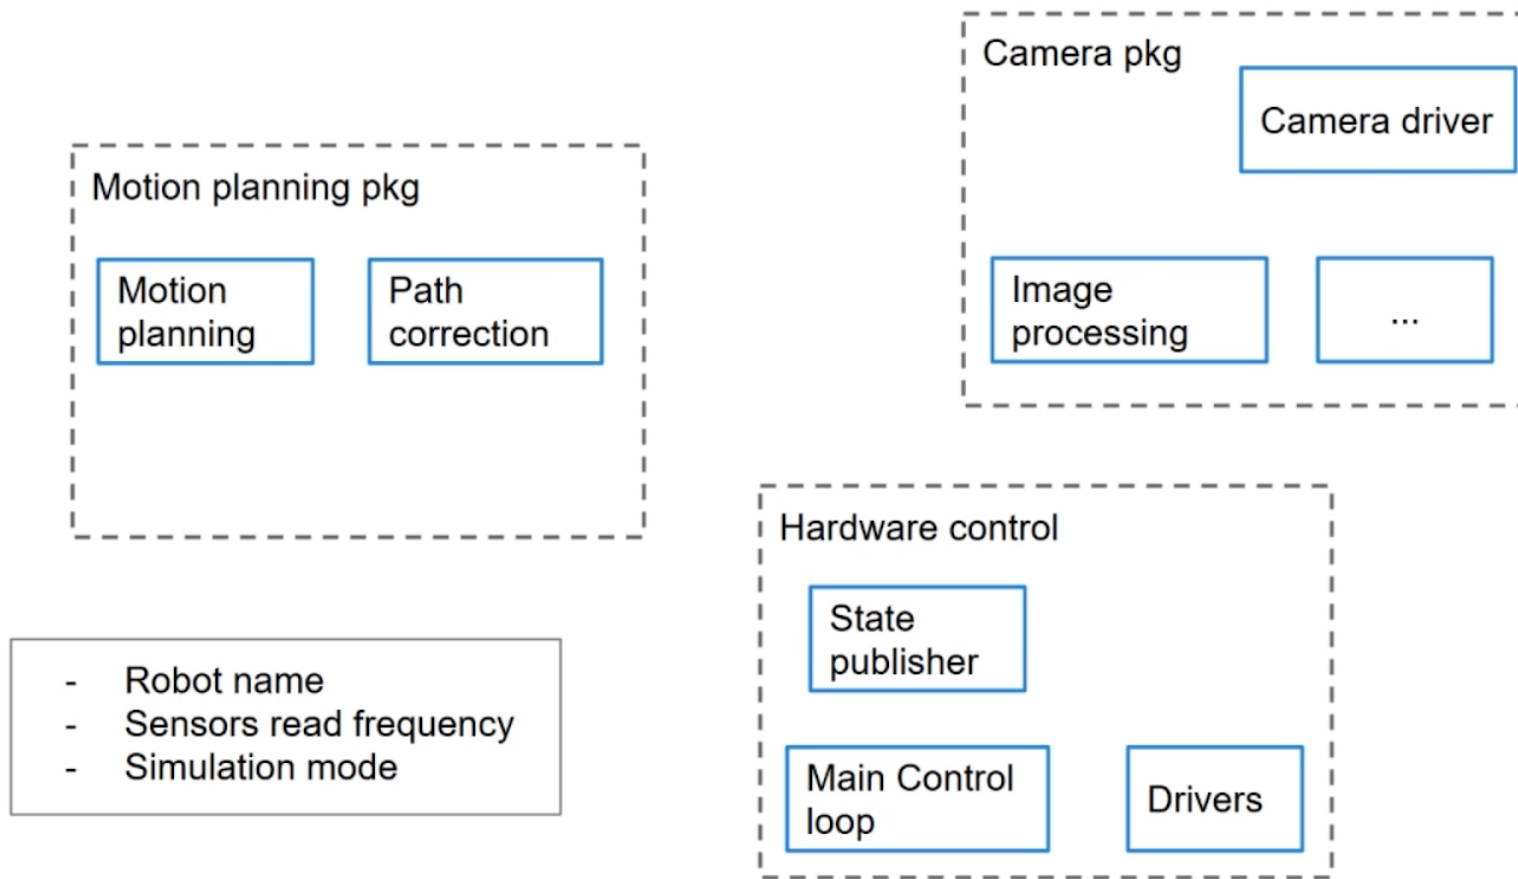 Camera pkg
Camera driver
Image
processing
...
Motion planning pkg
Motion
planning
Path
correction
Hardware control
State
publisher
Main Control
loop
Drivers
- Robot name
- Sensors read frequency
- Simulation mode